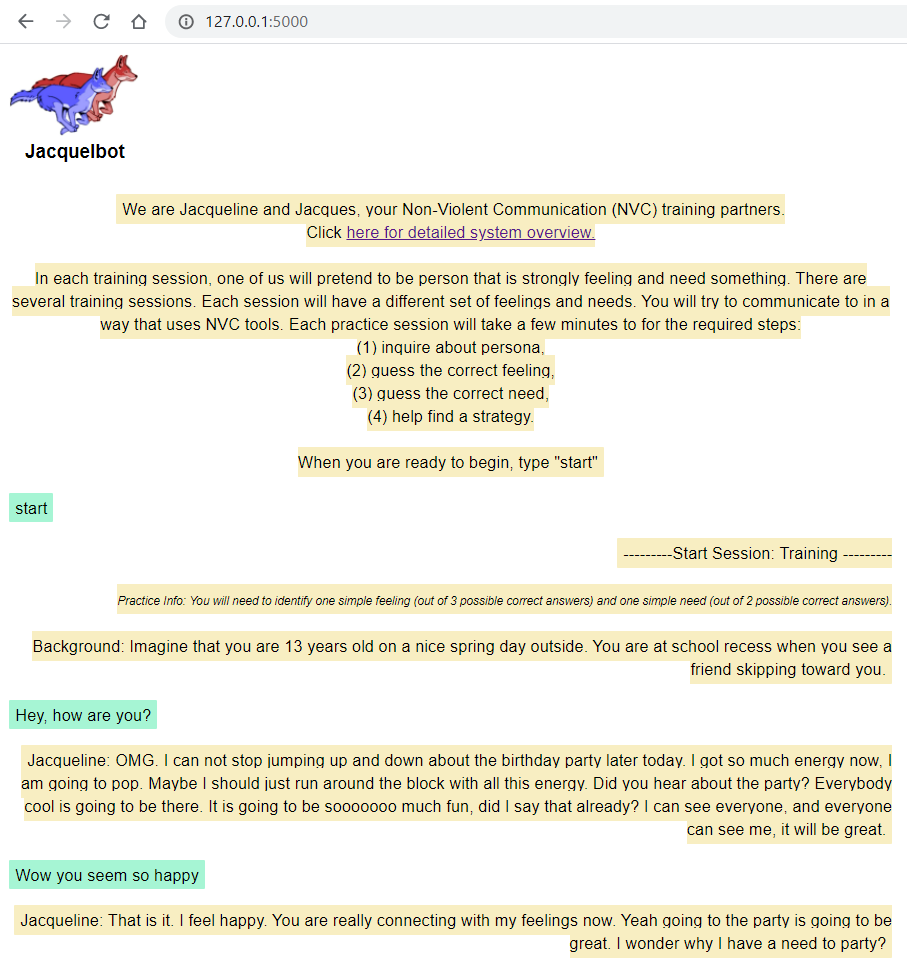 127.0.0.1:5000
Jacquelbot
We are Jacqueline and Jacques, your Non-Violent Communication (NVC) training partners.
Click here for detailed system overview.
In each training session, one of us will pretend to be person that is strongly feeling and need something. There are
several training sessions. Each session will have a different set of feelings and needs. You will try to communicate to in a
way that uses NVC tools. Each practice session will take a few minutes to for the required steps:
(1) inquire about persona,
(2) guess the correct feeling,
(3) guess the correct need,
(4) help find a strategy.
When you are ready to begin, type "start"
start
---------Start Session: Training ---------
Practice Info: You will need to identify one simple feeling (out of 3 possible correct answers) and one simple need (out of 2 possible correct answers).
Background: Imagine that you are 13 years old on a nice spring day outside. You are at school recess when you see a
friend skipping toward you.
Hey, how are you?
Jacqueline: OMG. I can not stop jumping up and down about the birthday party later today. I got so much energy now, I
am going to pop. Maybe I should just run around the block with all this energy. Did you hear about the party? Everybody
cool is going to be there. It is going to be sooooooo much fun, did I say that already? I can see everyone, and everyone
can see me, it will be great.
Wow you seem so happy
Jacqueline: That is it. I feel happy. You are really connecting with my feelings now. Yeah going to the party is going to be
great. I wonder why I have a need to party?